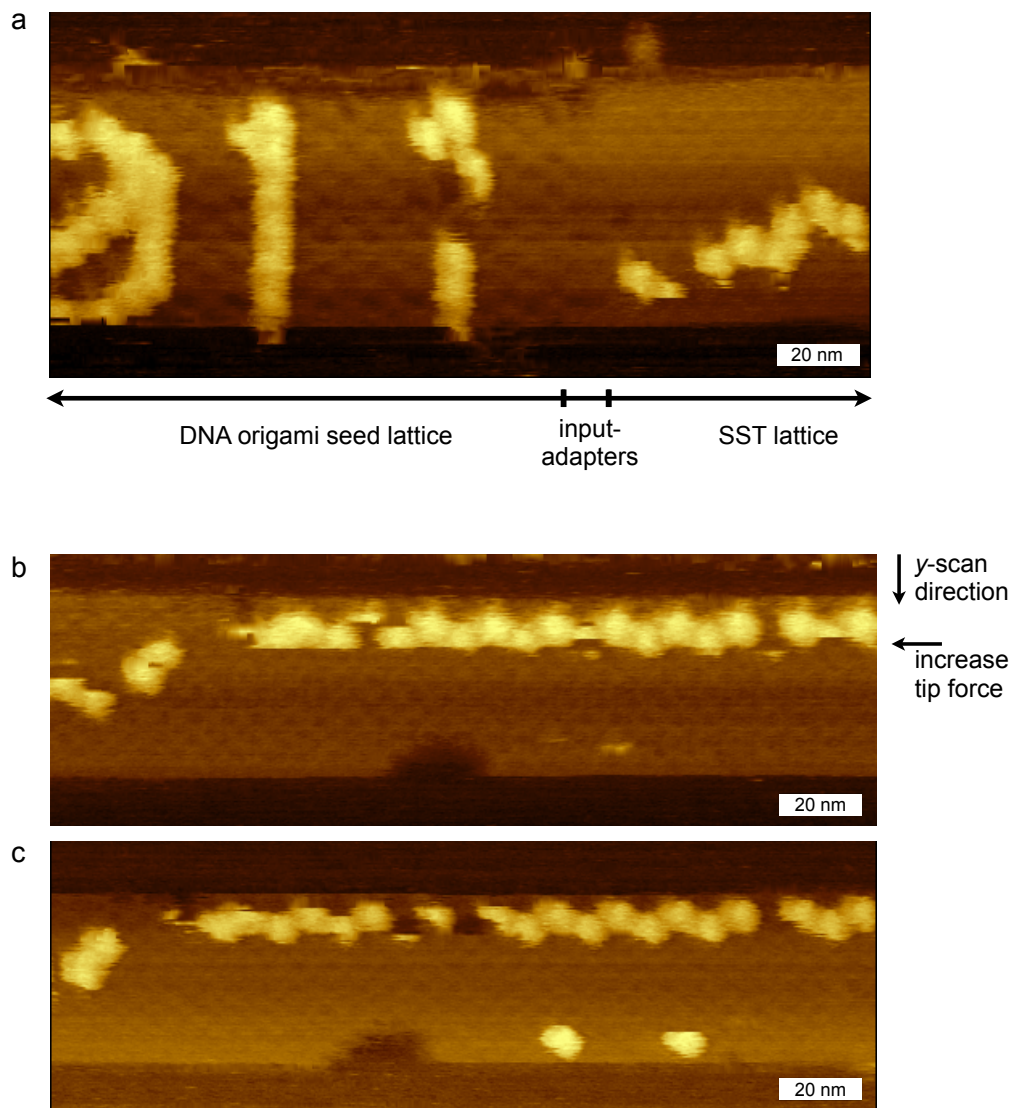 a
20 nm
DNA origami seed lattice
input-
adapters
SST lattice
b
y-scan
direction
increase
tip force
20 nm
c
20 nm